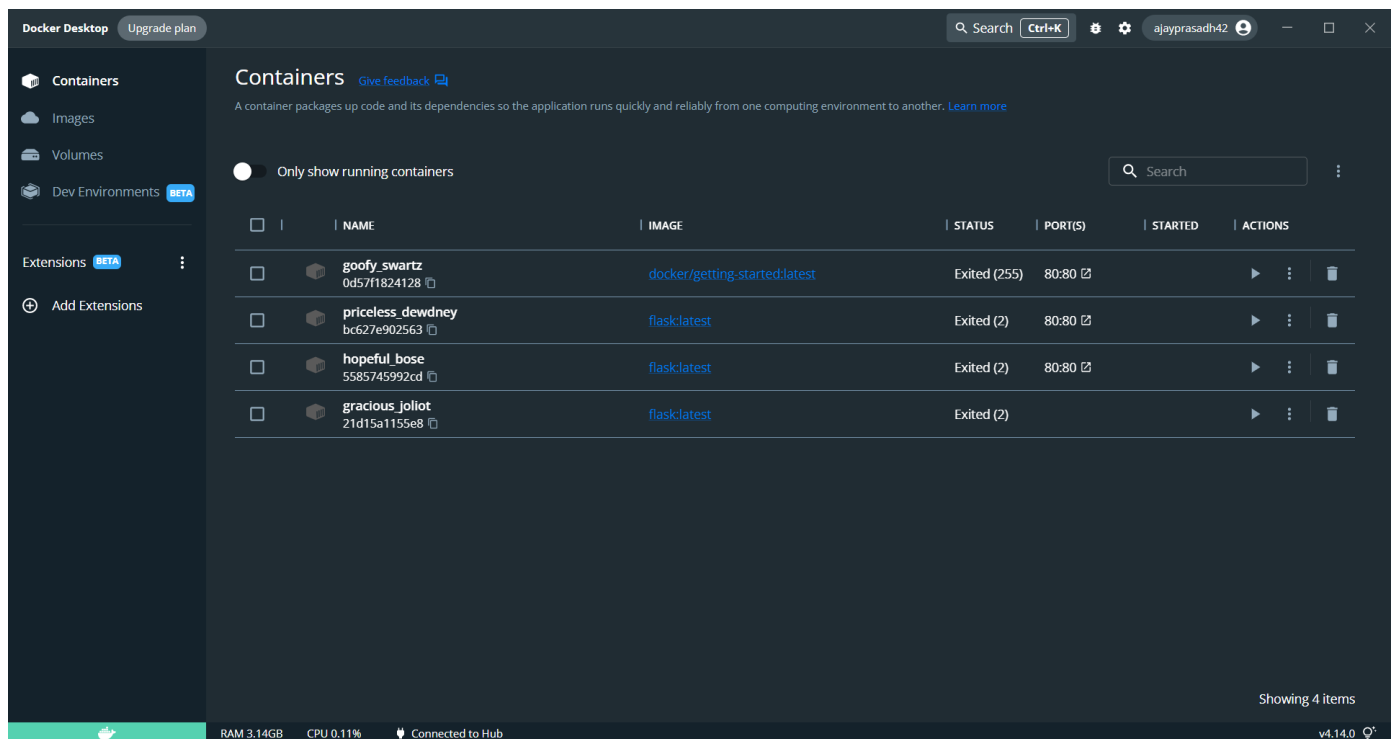 Docker Desktop Upgrade plan Search Ctrl+K ajayprasadh42
Containers
Images
Volumes
Dev Environments BETA
Extensions BETA
Add Extensions
Containers Give feedback
A container packages up code and its dependencies so the application runs quickly and reliably from one computing environment to another. Learn more
Only show running containers Search
NAME IMAGE STATUS PORT(S) STARTED ACTIONS
goofy_swartz docker/getting-started:latest Exited (255) 80:80
0d57f1824128
priceless_dewdney flask:latest Exited (2) 80:80
bc627e902563
hopeful_bose flask:latest Exited (2) 80:80
5585745992cd
gracious_joliot flask:latest Exited (2)
21d15a1155e8
Showing 4 items
RAM 3.14GB CPU 0.11% Connected to Hub v4.14.0